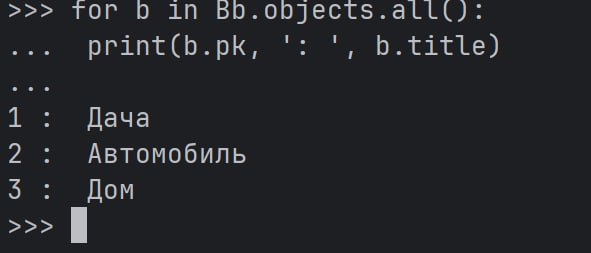 >>> for b in Bb.objects.all():
...  print(b.pk, ': ', b.title)
...
1 :  Дача
2 :  Автомобиль
3 :  Дом
>>>